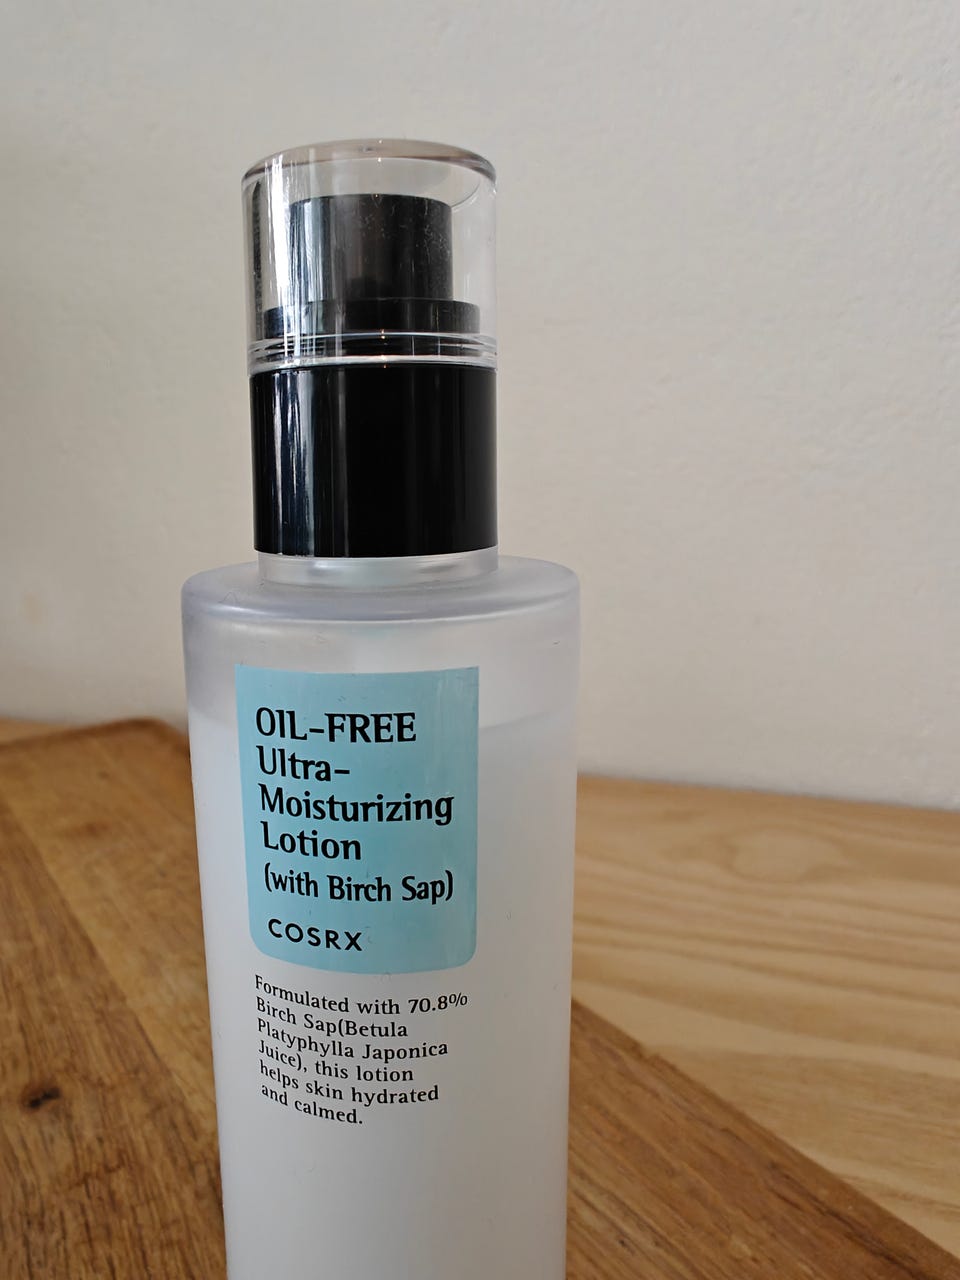 OIL-FREE
Ultra-
Moisturizing
Lotion
(with Birch Sap)
COSRX
Formulated with 70.8%
Birch Sap(Betula
Platyphylla Japonica
Juice), this lotion
helps skin hydrated
and calmed.